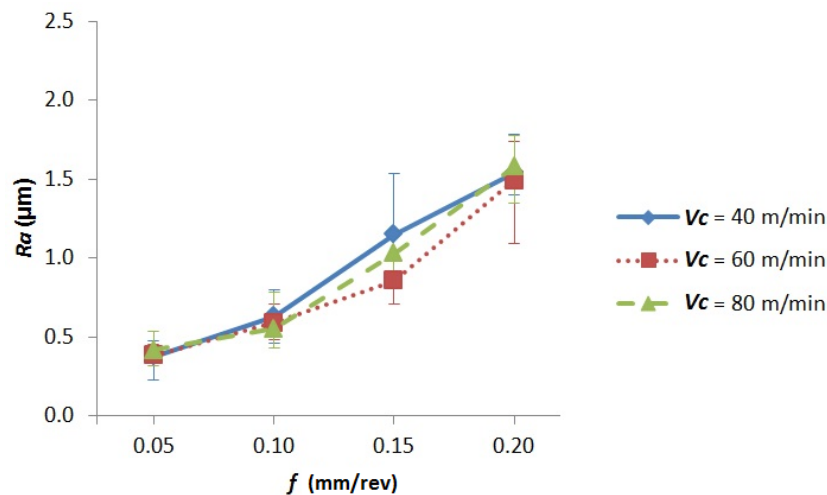 2.5
2.0
1.5
1.0
0.5
0.0
Ra (μm)
0.05 0.10 0.15 0.20
f (mm/rev)
Vc = 40 m/min
Vc = 60 m/min
Vc = 80 m/min